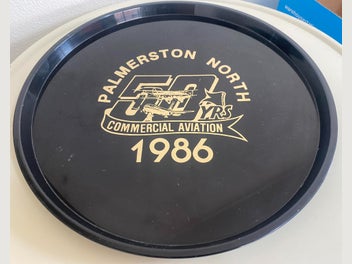 PALMERSTON NORTH
50 YRS
COMMERCIAL AVIATION
1986